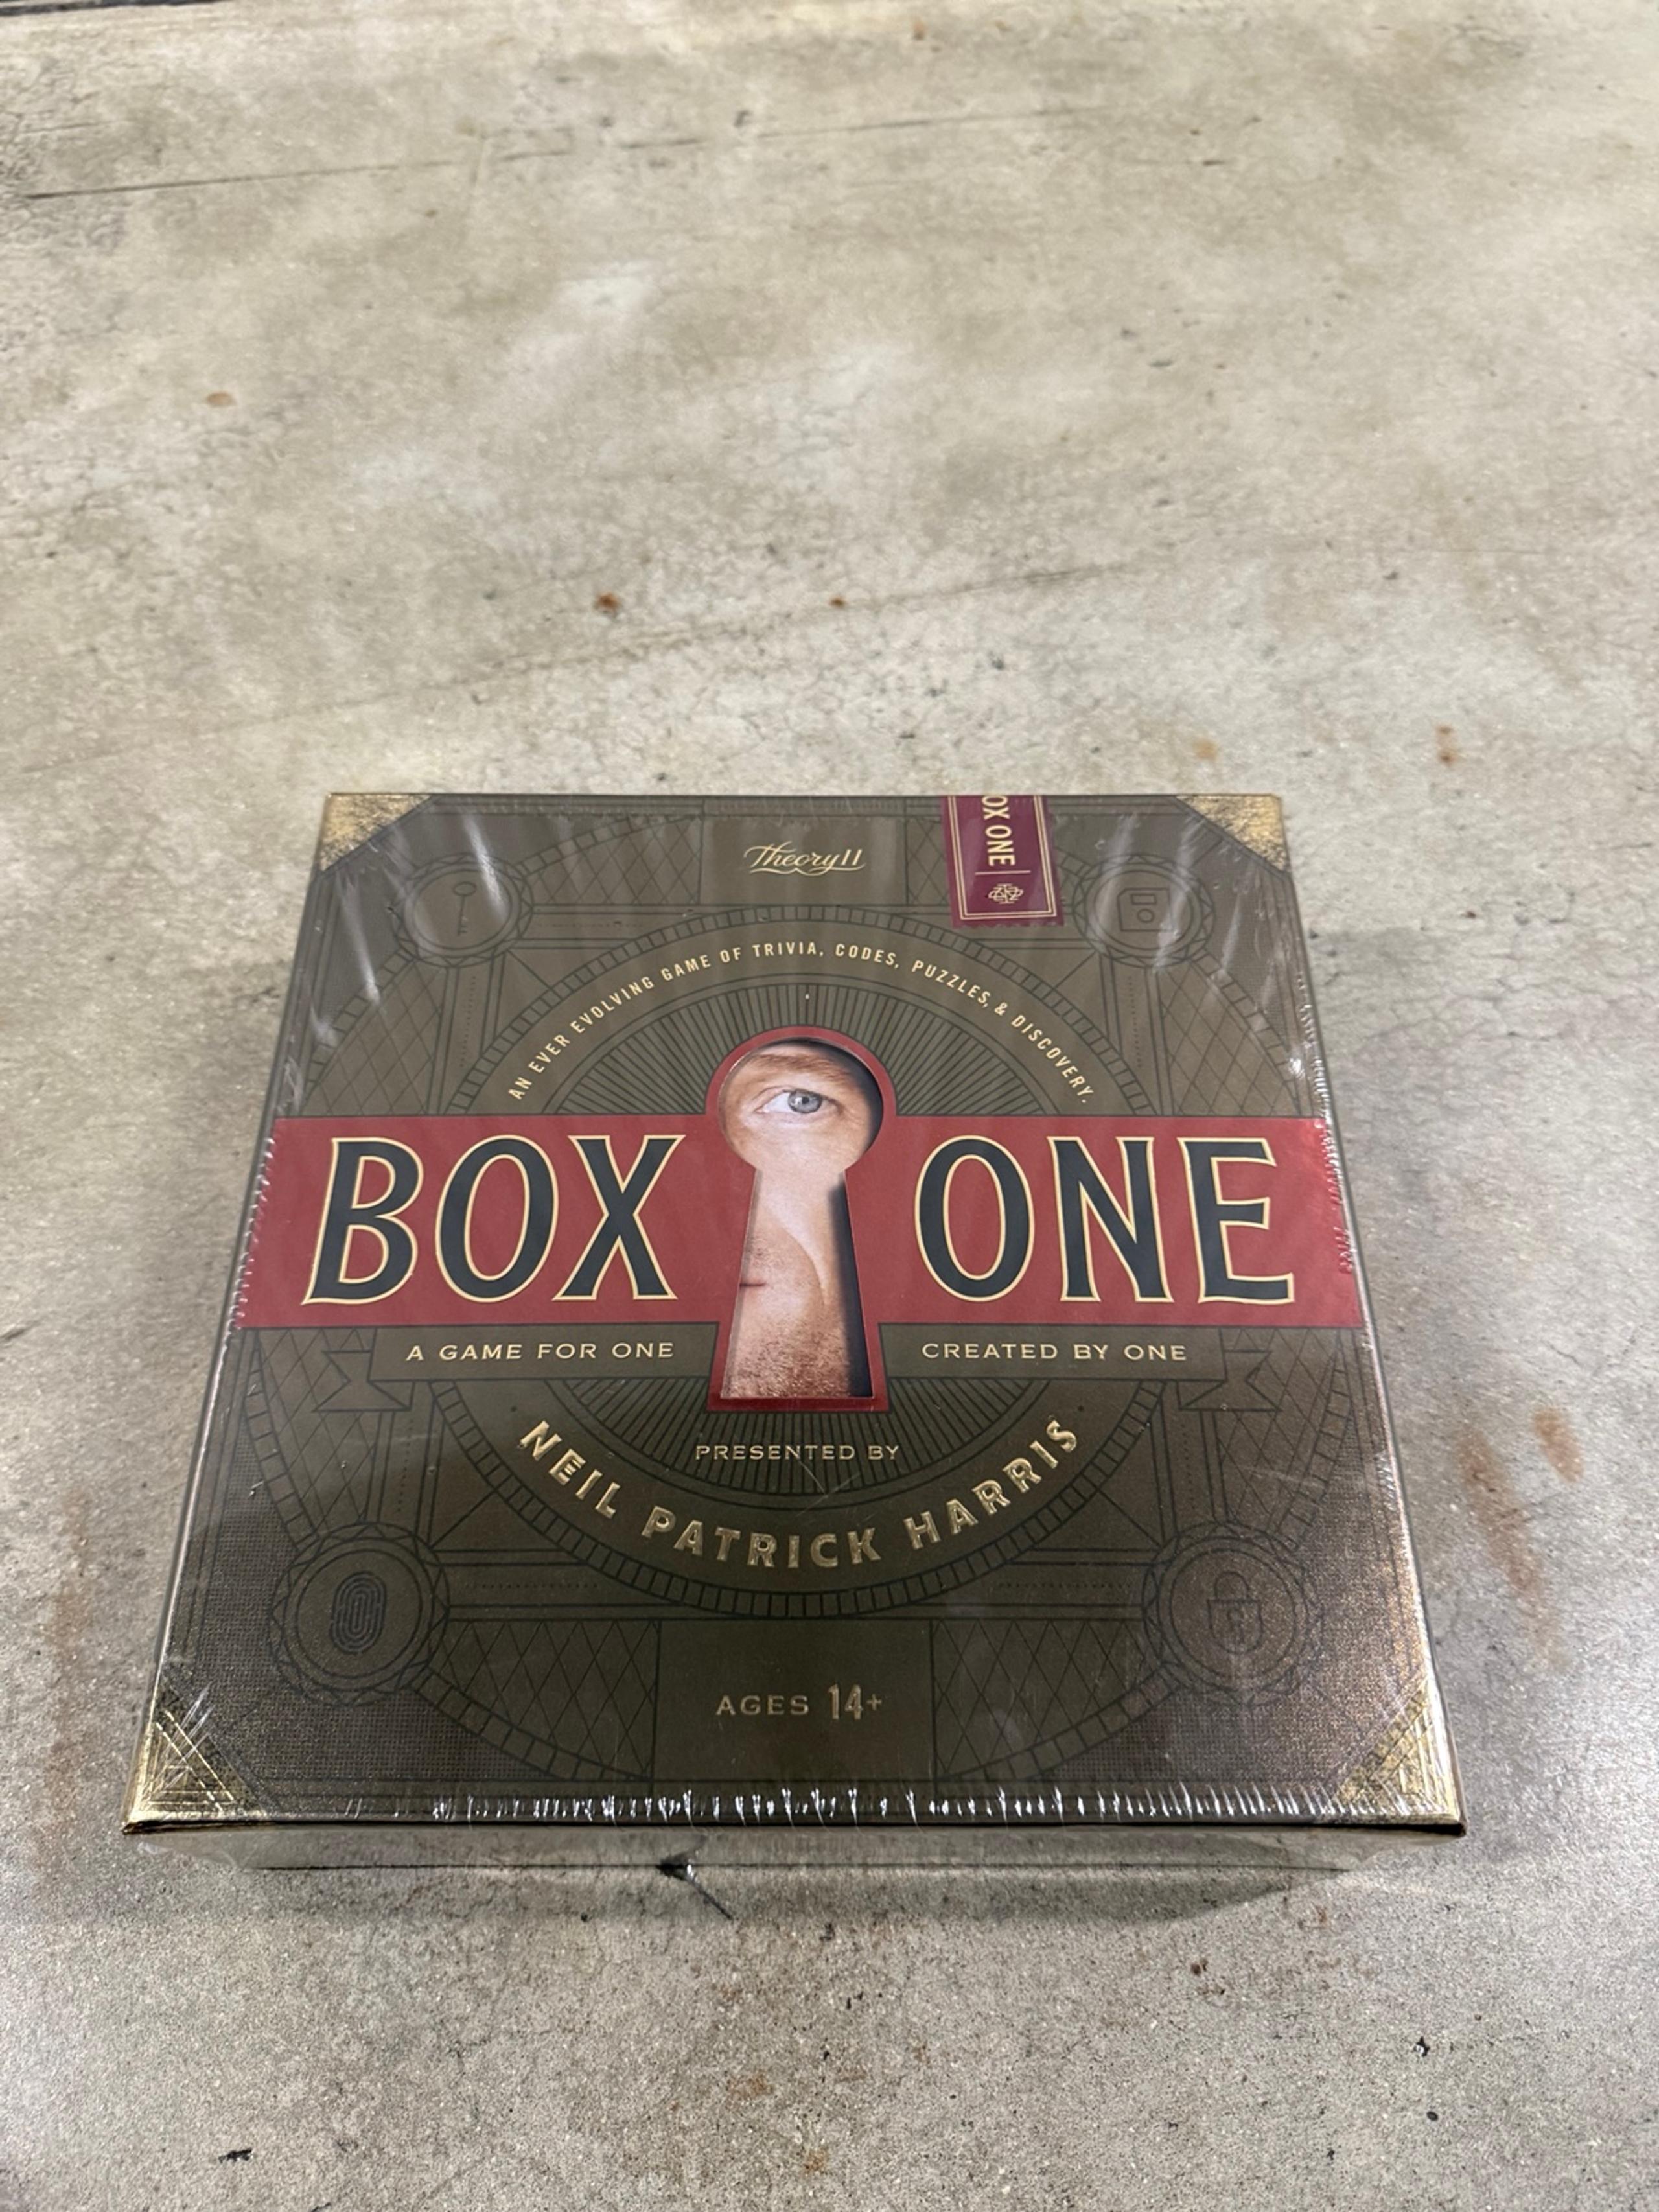 Theory11
OX ONE
AN EVER EVOLVING GAME OF TRIVIA, CODES, PUZZLES, & DISCOVERY.
BOX ONE
A GAME FOR ONE CREATED BY ONE
PRESENTED BY
NEIL PATRICK HARRIS
AGES 14+